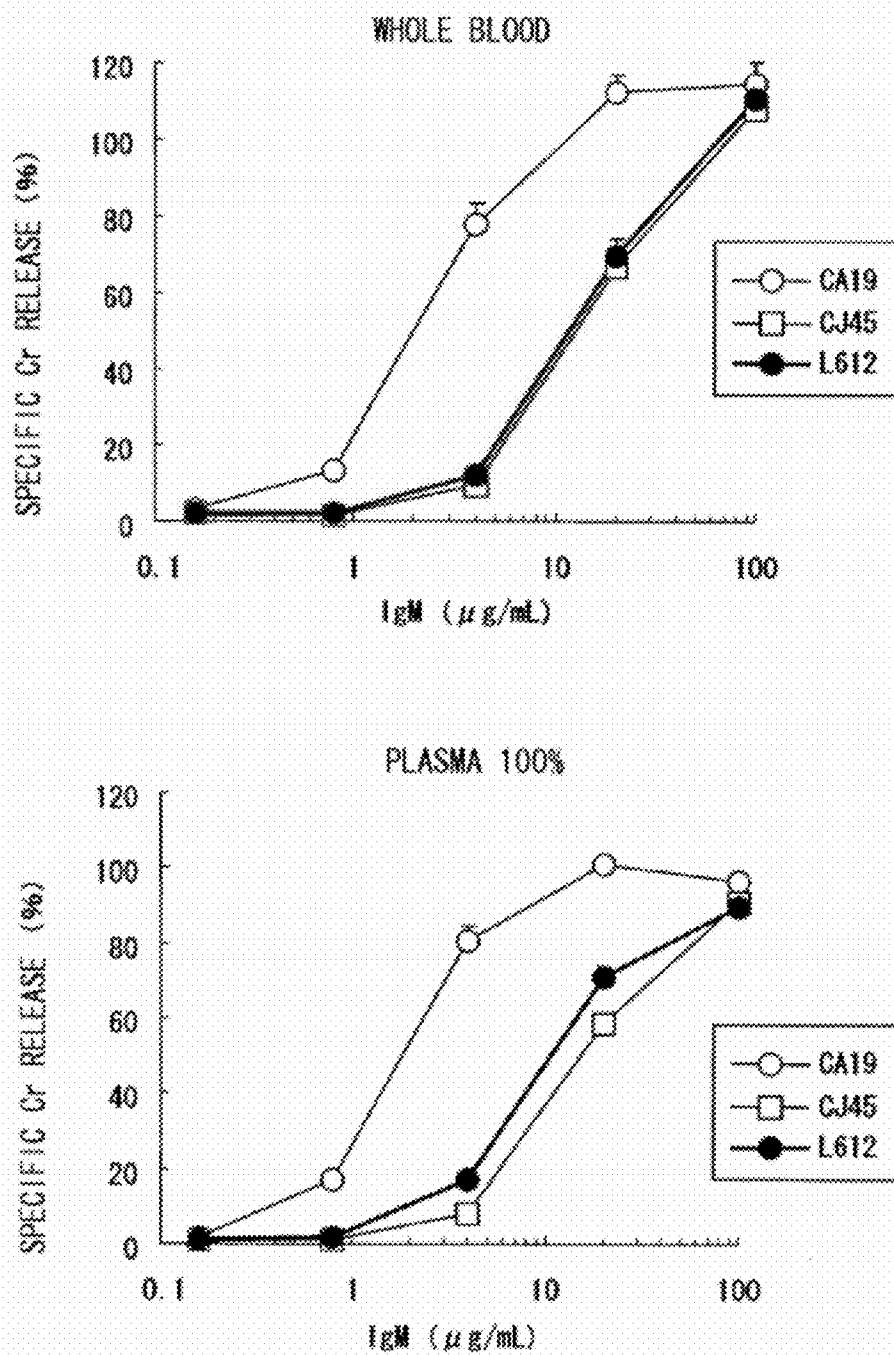 WHOLE BLOOD
SPECIFIC Cr RELEASE (%)
120
100
80
60
40
20
0
0.1
1
10
100
IgM (μg/mL)
CA19
CJ45
L612
PLASMA 100%
SPECIFIC Cr RELEASE (%)
120
100
80
60
40
20
0
0.1
1
10
100
IgM (μg/mL)
CA19
CJ45
L612